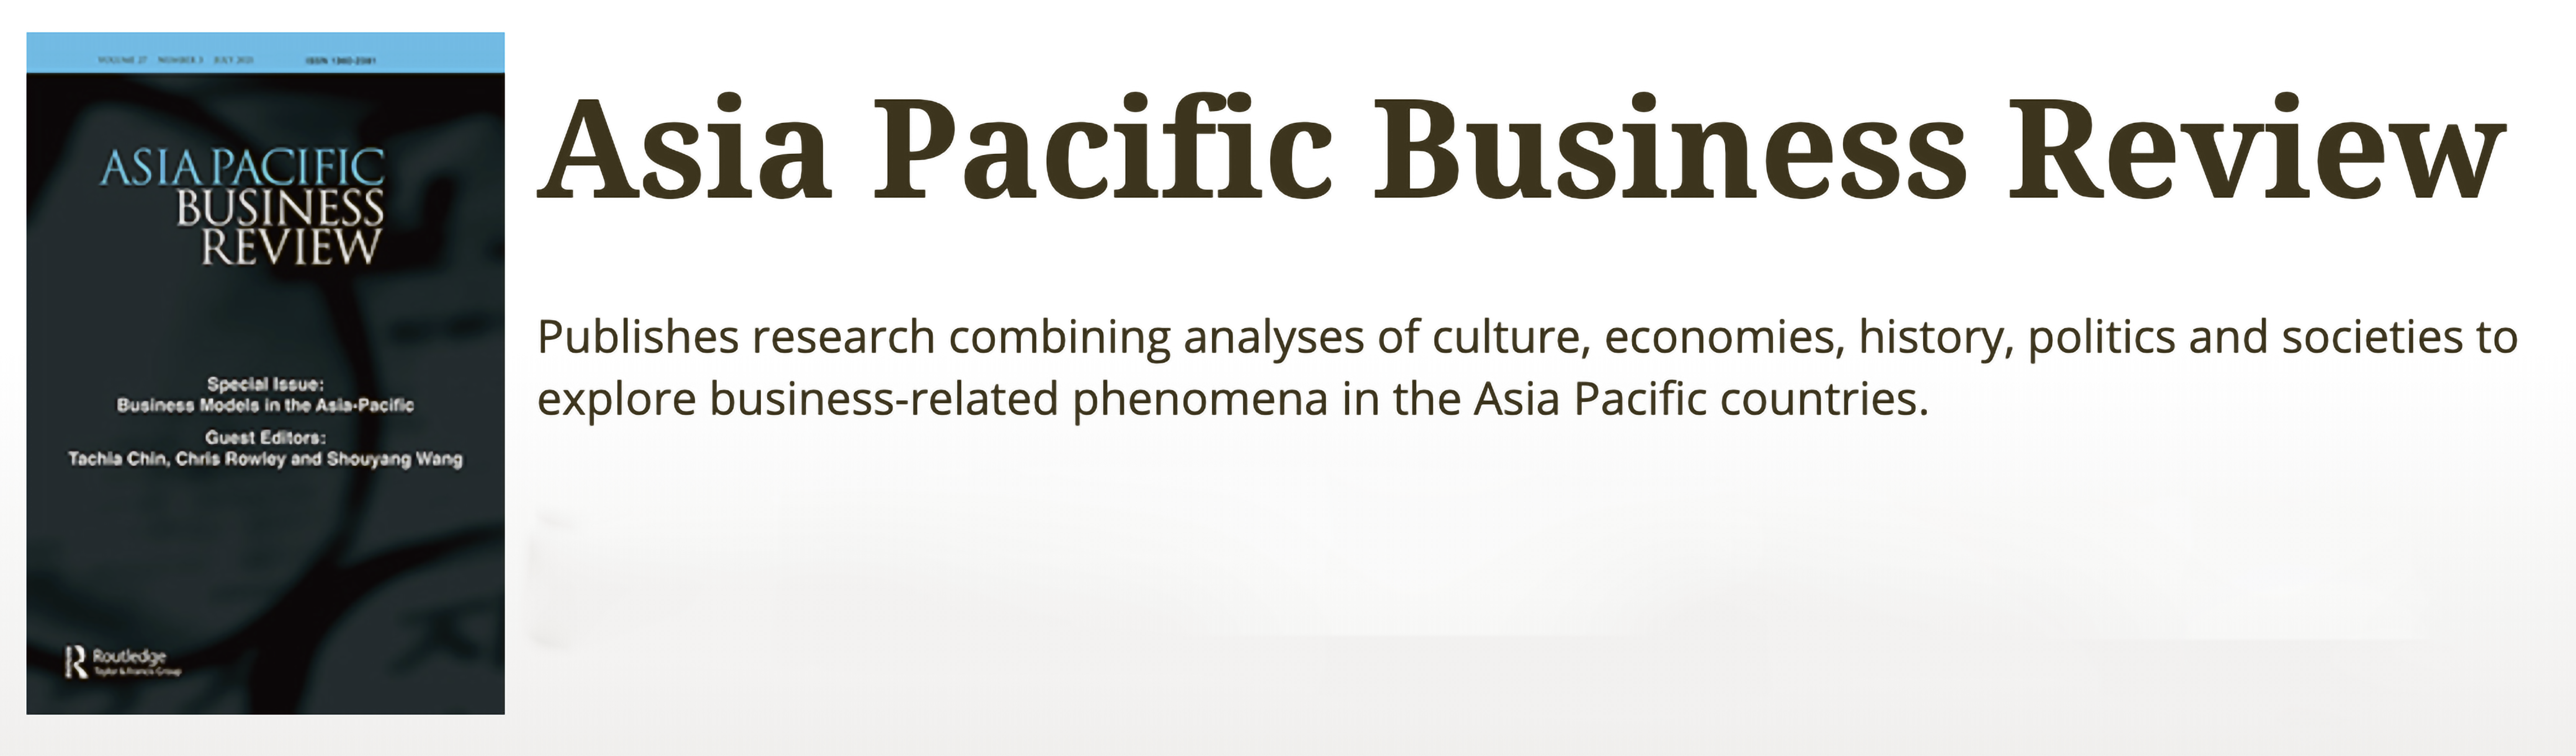 VOLUME 27 NUMBER 3 JULY 2021 ISSN 1360-2381
ASIA PACIFIC
BUSINESS
REVIEW
Special Issue:
Business Models in the Asia-Pacific
Guest Editors:
Tachia Chin, Chris Rowley and Shouyang Wang
Routledge
Taylor & Francis Group
Asia Pacific Business Review
Publishes research combining analyses of culture, economies, history, politics and societies to
explore business-related phenomena in the Asia Pacific countries.